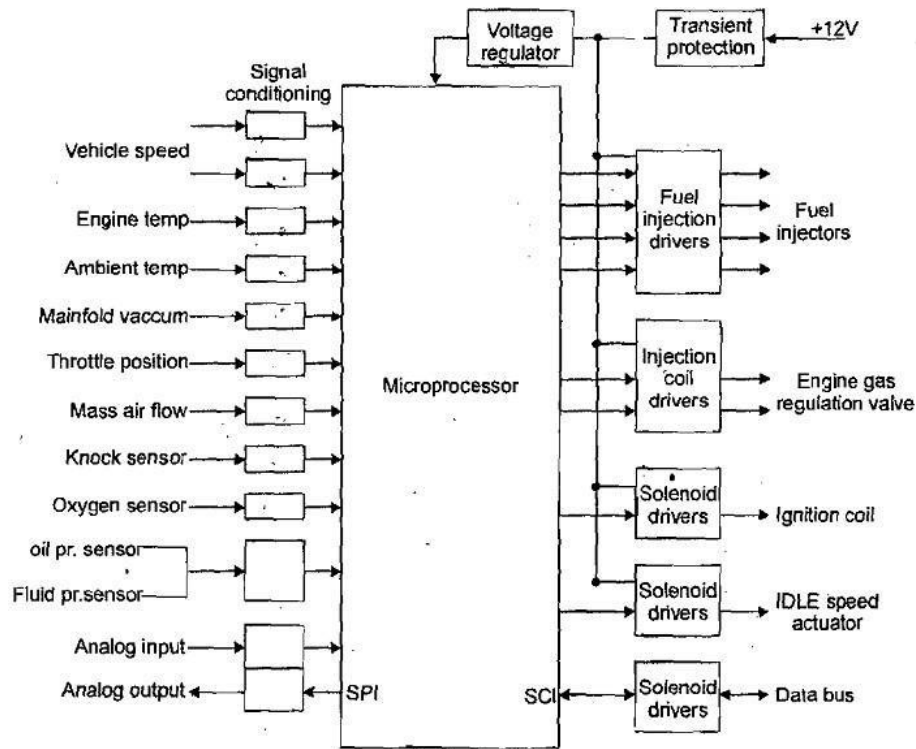 Voltage
regulator
Transient
protection
+12V
Signal
conditioning
Vehicle speed
Engine temp
Ambient temp
Mainfold vaccum
Throttle position
Mass air flow
Knock sensor
Oxygen sensor
oil pr. sensor
Fluid pr.sensor
Analog input
Analog output
Microprocessor
SPI
SCI
Fuel
injection
drivers
Fuel
injectors
Injection
coil
drivers
Engine gas
regulation valve
Solenoid
drivers
Ignition coil
Solenoid
drivers
IDLE speed
actuator
Solenoid
drivers
Data bus